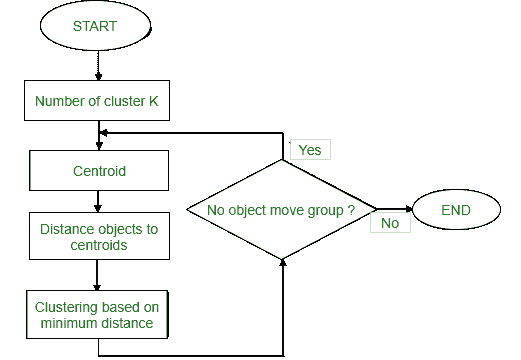 START
Number of cluster K
Centroid
Distance objects to
centroids
Clustering based on
minimum distance
Yes
No object move group ?
No
END